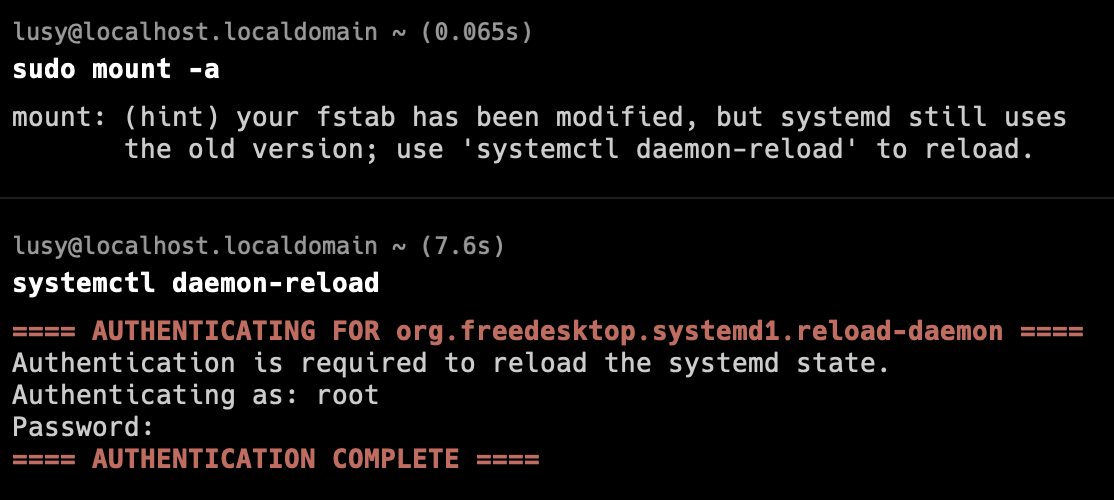 lusy@localhost.localdomain ~ (0.065s)
sudo mount -a
mount: (hint) your fstab has been modified, but systemd still uses
the old version; use 'systemctl daemon-reload' to reload.
lusy@localhost.localdomain ~ (7.6s)
systemctl daemon-reload
==== AUTHENTICATING FOR org.freedesktop.systemd1.reload-daemon ====
Authentication is required to reload the systemd state.
Authenticating as: root
Password:
==== AUTHENTICATION COMPLETE ====